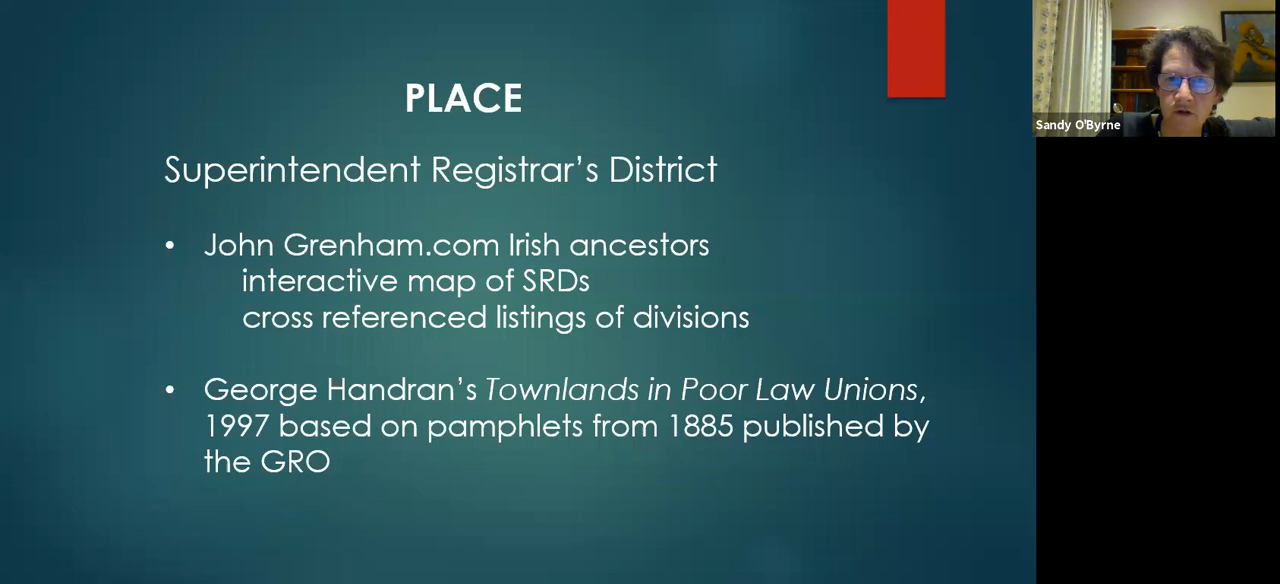 PLACE
Superintendent Registrar’s District
• John Grenham.com Irish ancestors
interactive map of SRDs
cross referenced listings of divisions
• George Handran’s Townlands in Poor Law Unions,
1997 based on pamphlets from 1885 published by
the GRO
Sandy O'Byrne